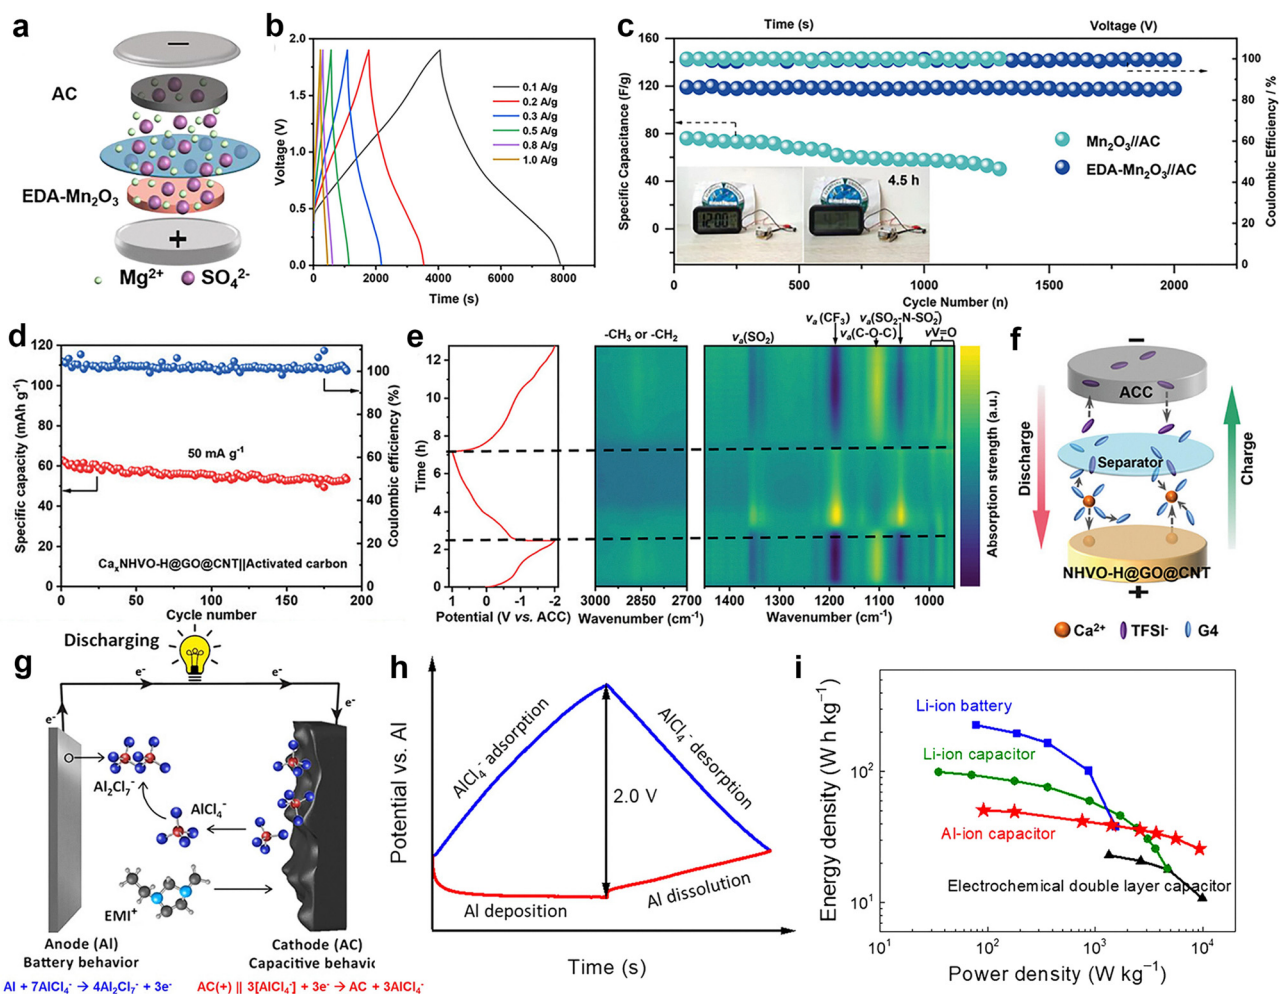 a
−
AC
EDA-Mn₂O₃
+
Mg²⁺ SO₄²⁻
b
2.0
1.5
1.0
0.5
0.0
Voltage (V)
0.1 A/g
0.2 A/g
0.3 A/g
0.5 A/g
0.8 A/g
1.0 A/g
0 2000 4000 6000 8000
Time (s)
c
Time (s) Voltage (V)
160
120
80
40
0
Specific Capacitance (F/g)
100
80
60
40
20
0
Coulombic Efficiency / %
Mn₂O₃//AC
EDA-Mn₂O₃//AC
12:00
4.5 h
0 500 1000 1500 2000
Cycle Number (n)
d
120
100
80
60
40
20
0
Specific capacity (mAh g⁻¹)
100
80
60
40
20
0
Coulombic efficiency (%)
50 mA g⁻¹
CaₓNHVO-H@GO@CNT||Activated carbon
0 50 100 150 200
Cycle number
e
12
8
4
2
0
Time (h)
1 0 -1 -2
Potential (V vs. ACC)
-CH₃ or -CH₂
3000 2850 2700
Wavenumber (cm⁻¹)
νₐ(SO₂)
νₐ(CF₃)
νₐ(C-O-C)
νₐ(SO₂-N-SO₂)
νV=O
1400 1300 1200 1100 1000
Wavenumber (cm⁻¹)
Absorption strength (a.u.)
f
−
ACC
Separator
NHVO-H@GO@CNT
+
Discharge
Charge
Ca²⁺ TFSI⁻ G4
g
Discharging
e⁻ e⁻
e⁻ e⁻
Al₂Cl₇⁻
AlCl₄⁻
EMI⁺
Anode (Al)
Battery behavior
Cathode (AC)
Capacitive behavic
Al + 7AlCl₄⁻ → 4Al₂Cl₇⁻ + 3e⁻
AC(+) || 3[AlCl₄⁻] + 3e⁻ → AC + 3AlCl₄⁻
h
Potential vs. Al
AlCl₄⁻ adsorption
AlCl₄⁻ desorption
2.0 V
Al deposition
Al dissolution
Time (s)
i
Energy density (W h kg⁻¹)
10²
10¹
Li-ion battery
Li-ion capacitor
Al-ion capacitor
Electrochemical double layer capacitor
10¹ 10² 10³ 10⁴
Power density (W kg⁻¹)